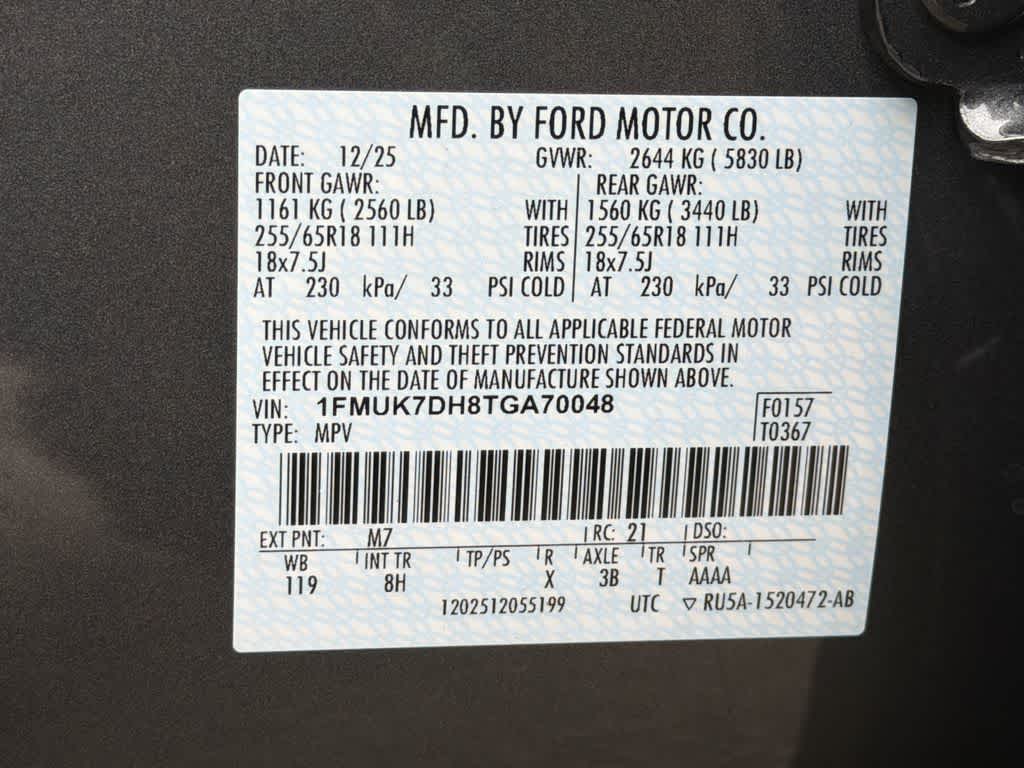 MFD. BY FORD MOTOR CO.
DATE: 12/25 GVWR: 2644 KG ( 5830 LB)
FRONT GAWR: REAR GAWR:
1161 KG ( 2560 LB) WITH 1560 KG ( 3440 LB) WITH
255/65R18 111H TIRES 255/65R18 111H TIRES
18x7.5J RIMS 18x7.5J RIMS
AT 230 kPa/ 33 PSI COLD AT 230 kPa/ 33 PSI COLD
THIS VEHICLE CONFORMS TO ALL APPLICABLE FEDERAL MOTOR
VEHICLE SAFETY AND THEFT PREVENTION STANDARDS IN
EFFECT ON THE DATE OF MANUFACTURE SHOWN ABOVE.
VIN: 1FMUK7DH8TGA70048 F0157
TYPE: MPV T0367
EXT PNT: M7 RC: 21 DSO:
WB INT TR TP/PS R AXLE TR SPR
119 8H X 3B T AAAA
1202512055199 UTC ▽ RU5A-1520472-AB